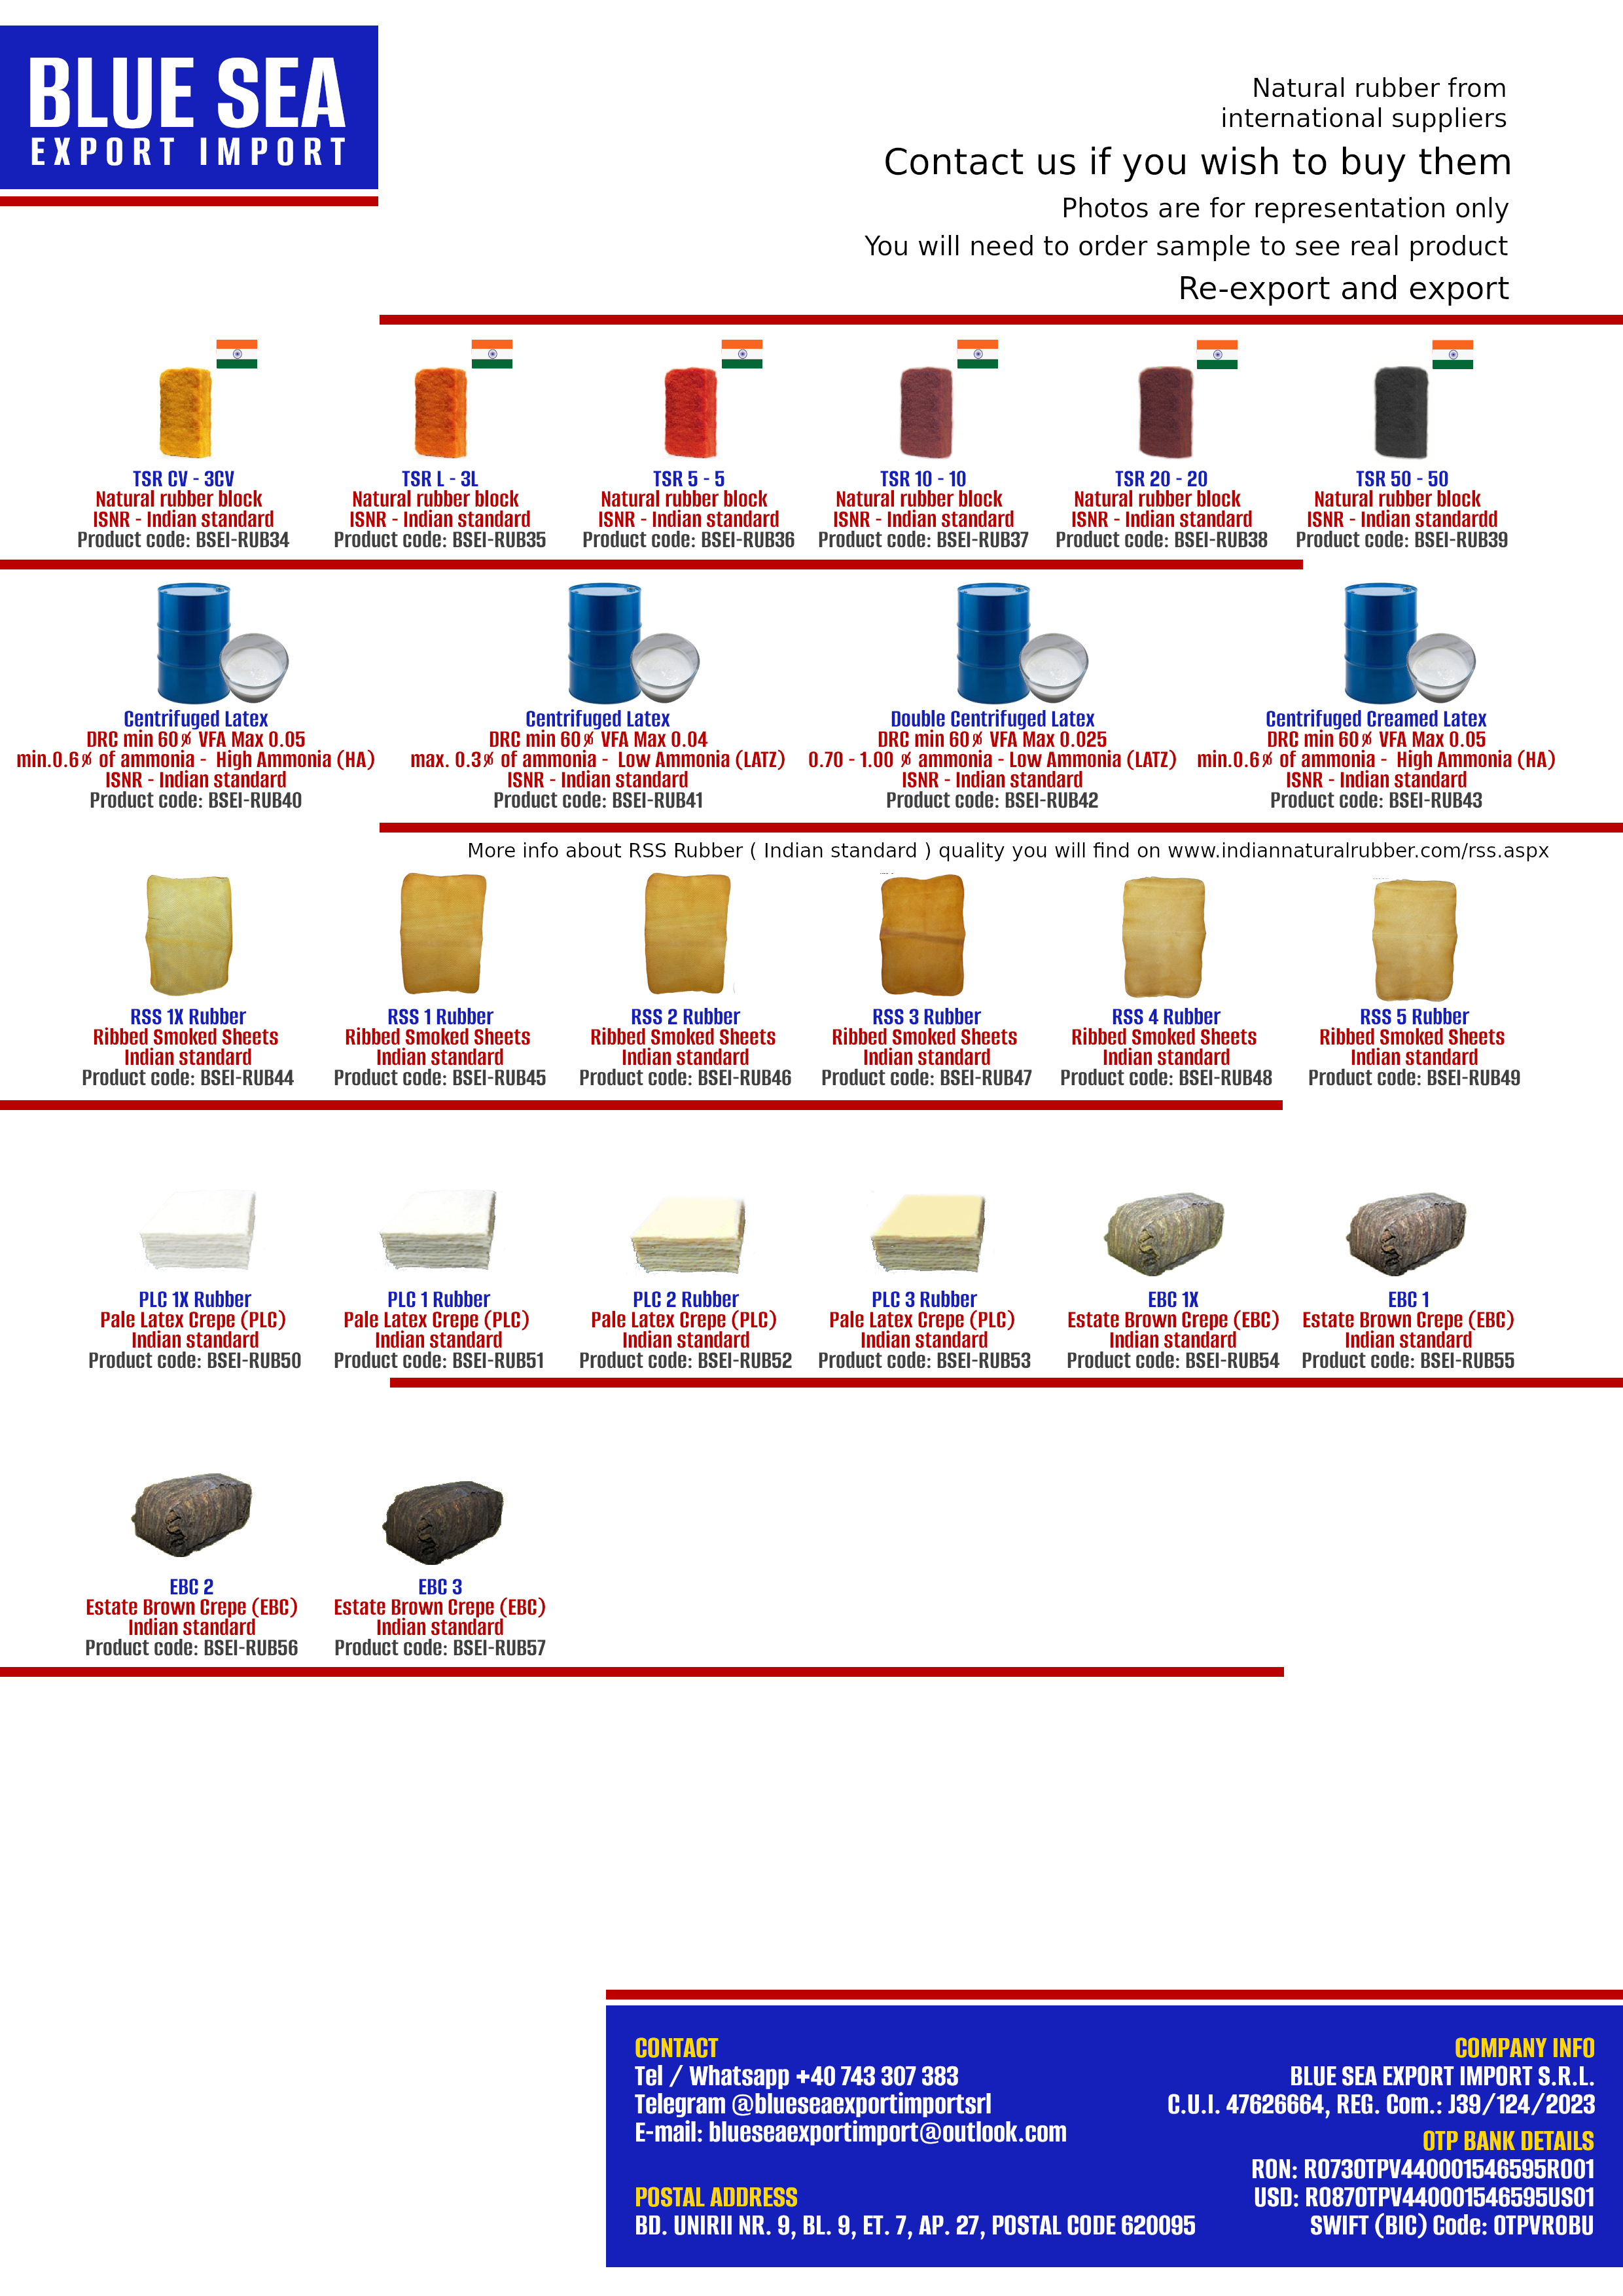 BLUE SEA
EXPORT IMPORT
Natural rubber from
international suppliers
Contact us if you wish to buy them
Photos are for representation only
You will need to order sample to see real product
Re-export and export
TSR CV - 3CV
Natural rubber block
ISNR - Indian standard
Product code: BSEI-RUB34
TSR L - 3L
Natural rubber block
ISNR - Indian standard
Product code: BSEI-RUB35
TSR 5 - 5
Natural rubber block
ISNR - Indian standard
Product code: BSEI-RUB36
TSR 10 - 10
Natural rubber block
ISNR - Indian standard
Product code: BSEI-RUB37
TSR 20 - 20
Natural rubber block
ISNR - Indian standard
Product code: BSEI-RUB38
TSR 50 - 50
Natural rubber block
ISNR - Indian standardd
Product code: BSEI-RUB39
Centrifuged Latex
DRC min 60% VFA Max 0.05
min.0.6% of ammonia - High Ammonia (HA)
ISNR - Indian standard
Product code: BSEI-RUB40
Centrifuged Latex
DRC min 60% VFA Max 0.04
max. 0.3% of ammonia - Low Ammonia (LATZ)
ISNR - Indian standard
Product code: BSEI-RUB41
Double Centrifuged Latex
DRC min 60% VFA Max 0.025
0.70 - 1.00 % ammonia - Low Ammonia (LATZ)
ISNR - Indian standard
Product code: BSEI-RUB42
Centrifuged Creamed Latex
DRC min 60% VFA Max 0.05
min.0.6% of ammonia - High Ammonia (HA)
ISNR - Indian standard
Product code: BSEI-RUB43
More info about RSS Rubber ( Indian standard ) quality you will find on www.indiannaturalrubber.com/rss.aspx
RSS 1X Rubber
Ribbed Smoked Sheets
Indian standard
Product code: BSEI-RUB44
RSS 1 Rubber
Ribbed Smoked Sheets
Indian standard
Product code: BSEI-RUB45
RSS 2 Rubber
Ribbed Smoked Sheets
Indian standard
Product code: BSEI-RUB46
RSS 3 Rubber
Ribbed Smoked Sheets
Indian standard
Product code: BSEI-RUB47
RSS 4 Rubber
Ribbed Smoked Sheets
Indian standard
Product code: BSEI-RUB48
RSS 5 Rubber
Ribbed Smoked Sheets
Indian standard
Product code: BSEI-RUB49
PLC 1X Rubber
Pale Latex Crepe (PLC)
Indian standard
Product code: BSEI-RUB50
PLC 1 Rubber
Pale Latex Crepe (PLC)
Indian standard
Product code: BSEI-RUB51
PLC 2 Rubber
Pale Latex Crepe (PLC)
Indian standard
Product code: BSEI-RUB52
PLC 3 Rubber
Pale Latex Crepe (PLC)
Indian standard
Product code: BSEI-RUB53
EBC 1X
Estate Brown Crepe (EBC)
Indian standard
Product code: BSEI-RUB54
EBC 1
Estate Brown Crepe (EBC)
Indian standard
Product code: BSEI-RUB55
EBC 2
Estate Brown Crepe (EBC)
Indian standard
Product code: BSEI-RUB56
EBC 3
Estate Brown Crepe (EBC)
Indian standard
Product code: BSEI-RUB57
CONTACT
Tel / Whatsapp +40 743 307 383
Telegram @blueseaexportimportsrl
E-mail: blueseaexportimport@outlook.com
POSTAL ADDRESS
BD. UNIRII NR. 9, BL. 9, ET. 7, AP. 27, POSTAL CODE 620095
COMPANY INFO
BLUE SEA EXPORT IMPORT S.R.L.
C.U.I. 47626664, REG. Com.: J39/124/2023
OTP BANK DETAILS
RON: RO73OTPV440001546595RO01
USD: RO87OTPV440001546595US01
SWIFT (BIC) Code: OTPVROBU